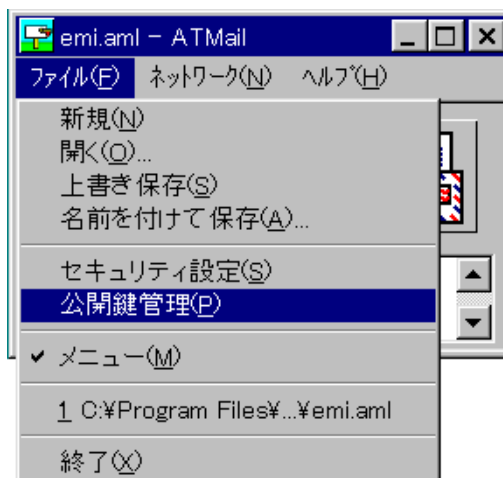 emi.aml - ATMail
ファイル(F) ネットワーク(N) ヘルプ(H)
新規(N)
開く(O)...
上書き保存(S)
名前を付けて保存(A)...
セキュリティ設定(S)
公開鍵管理(P)
✔ メニュー(M)
1 C:¥Program Files¥...¥emi.aml
終了(X)